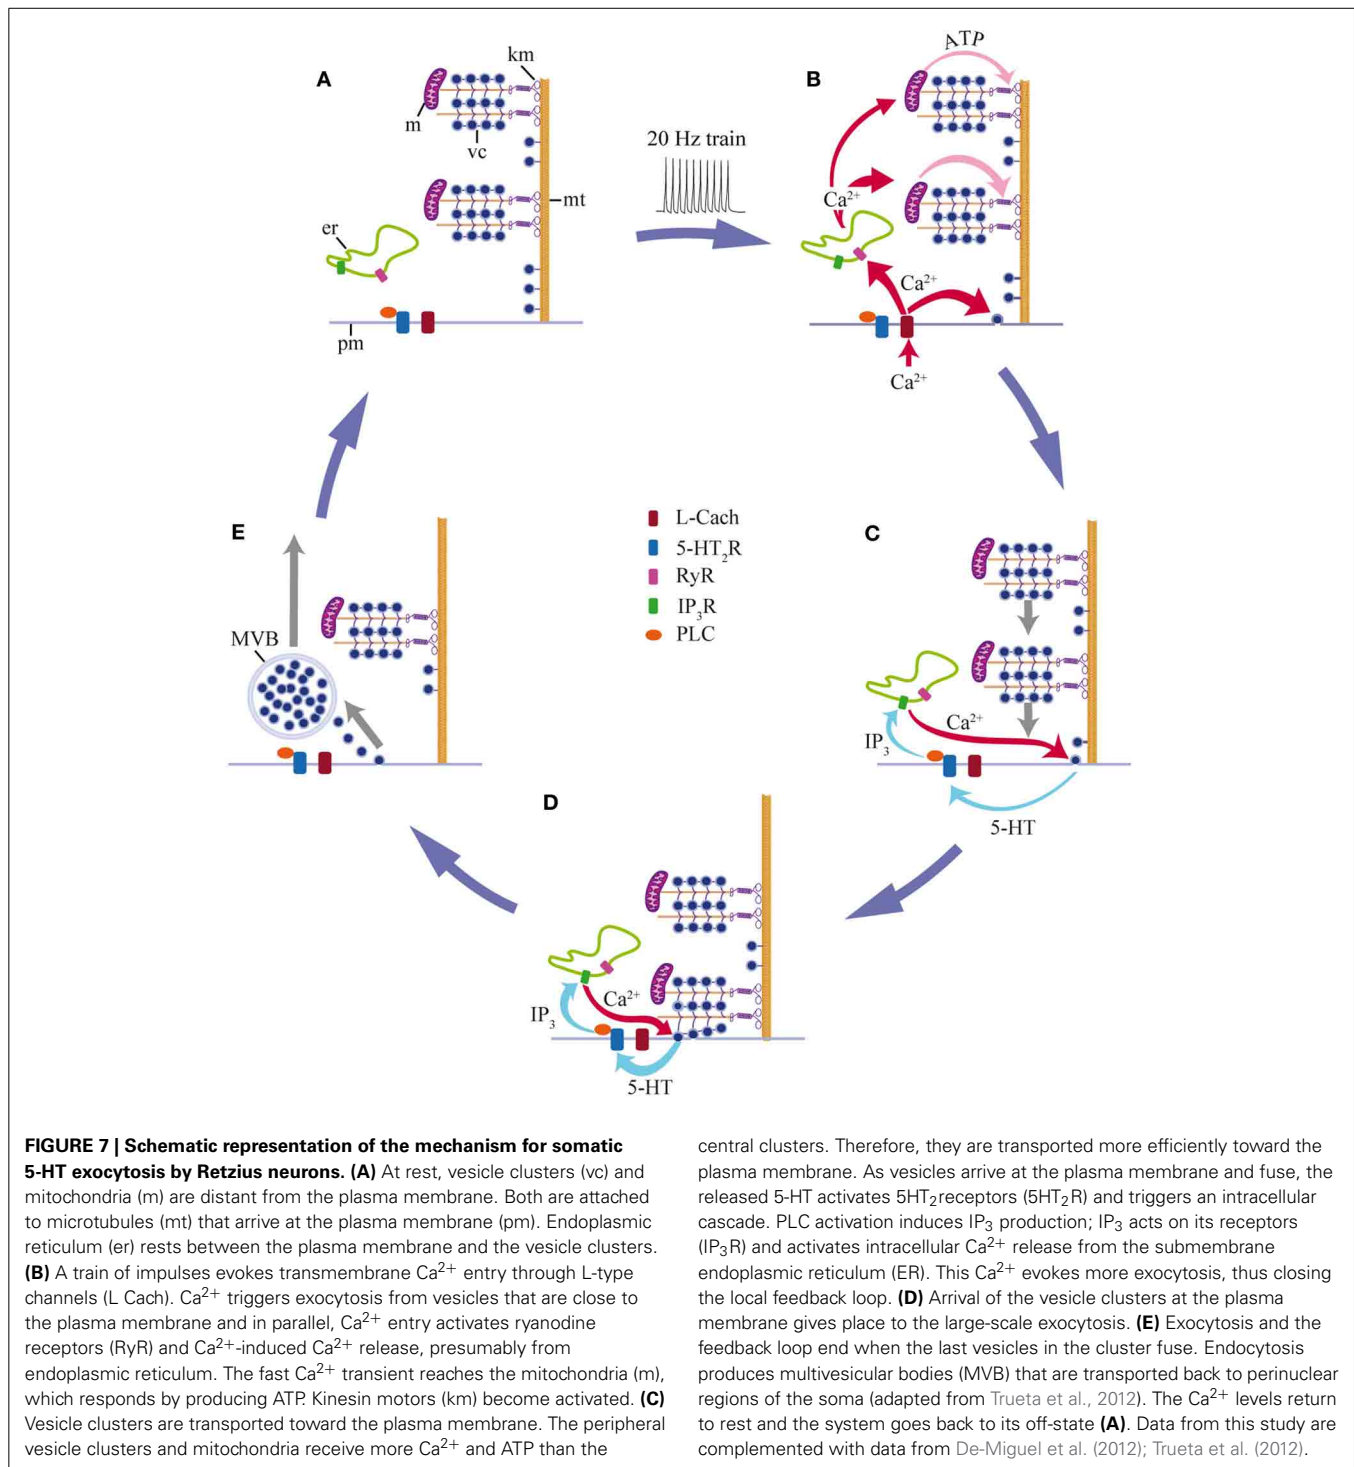 A
km
m
vc
mt
er
pm
20 Hz train
B
ATP
Ca²⁺
Ca²⁺
Ca²⁺
C
Ca²⁺
IP₃
5-HT
D
Ca²⁺
IP₃
5-HT
E
MVB
L-Cach
5-HT₂R
RyR
IP₃R
PLC
FIGURE 7 | Schematic representation of the mechanism for somatic
5-HT exocytosis by Retzius neurons. (A) At rest, vesicle clusters (vc) and
mitochondria (m) are distant from the plasma membrane. Both are attached
to microtubules (mt) that arrive at the plasma membrane (pm). Endoplasmic
reticulum (er) rests between the plasma membrane and the vesicle clusters.
(B) A train of impulses evokes transmembrane Ca²⁺ entry through L-type
channels (L Cach). Ca²⁺ triggers exocytosis from vesicles that are close to
the plasma membrane and in parallel, Ca²⁺ entry activates ryanodine
receptors (RyR) and Ca²⁺-induced Ca²⁺ release, presumably from
endoplasmic reticulum. The fast Ca²⁺ transient reaches the mitochondria (m),
which responds by producing ATP. Kinesin motors (km) become activated. (C)
Vesicle clusters are transported toward the plasma membrane. The peripheral
vesicle clusters and mitochondria receive more Ca²⁺ and ATP than the
central clusters. Therefore, they are transported more efficiently toward the
plasma membrane. As vesicles arrive at the plasma membrane and fuse, the
released 5-HT activates 5HT₂receptors (5HT₂R) and triggers an intracellular
cascade. PLC activation induces IP₃ production; IP₃ acts on its receptors
(IP₃R) and activates intracellular Ca²⁺ release from the submembrane
endoplasmic reticulum (ER). This Ca²⁺ evokes more exocytosis, thus closing
the local feedback loop. (D) Arrival of the vesicle clusters at the plasma
membrane gives place to the large-scale exocytosis. (E) Exocytosis and the
feedback loop end when the last vesicles in the cluster fuse. Endocytosis
produces multivesicular bodies (MVB) that are transported back to perinuclear
regions of the soma (adapted from Trueta et al., 2012). The Ca²⁺ levels return
to rest and the system goes back to its off-state (A). Data from this study are
complemented with data from De-Miguel et al. (2012); Trueta et al. (2012).